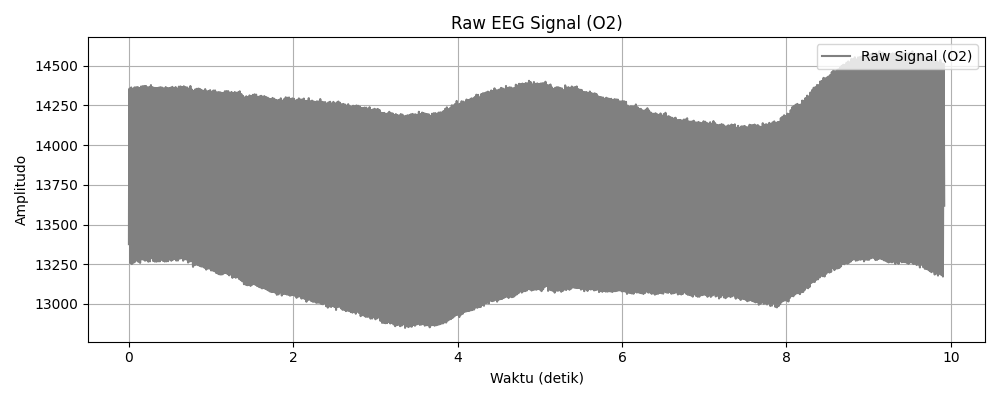 Raw EEG Signal (O2)
Raw Signal (O2)
14500
14250
14000
13750
13500
13250
13000
Amplitudo
0 2 4 6 8 10
Waktu (detik)